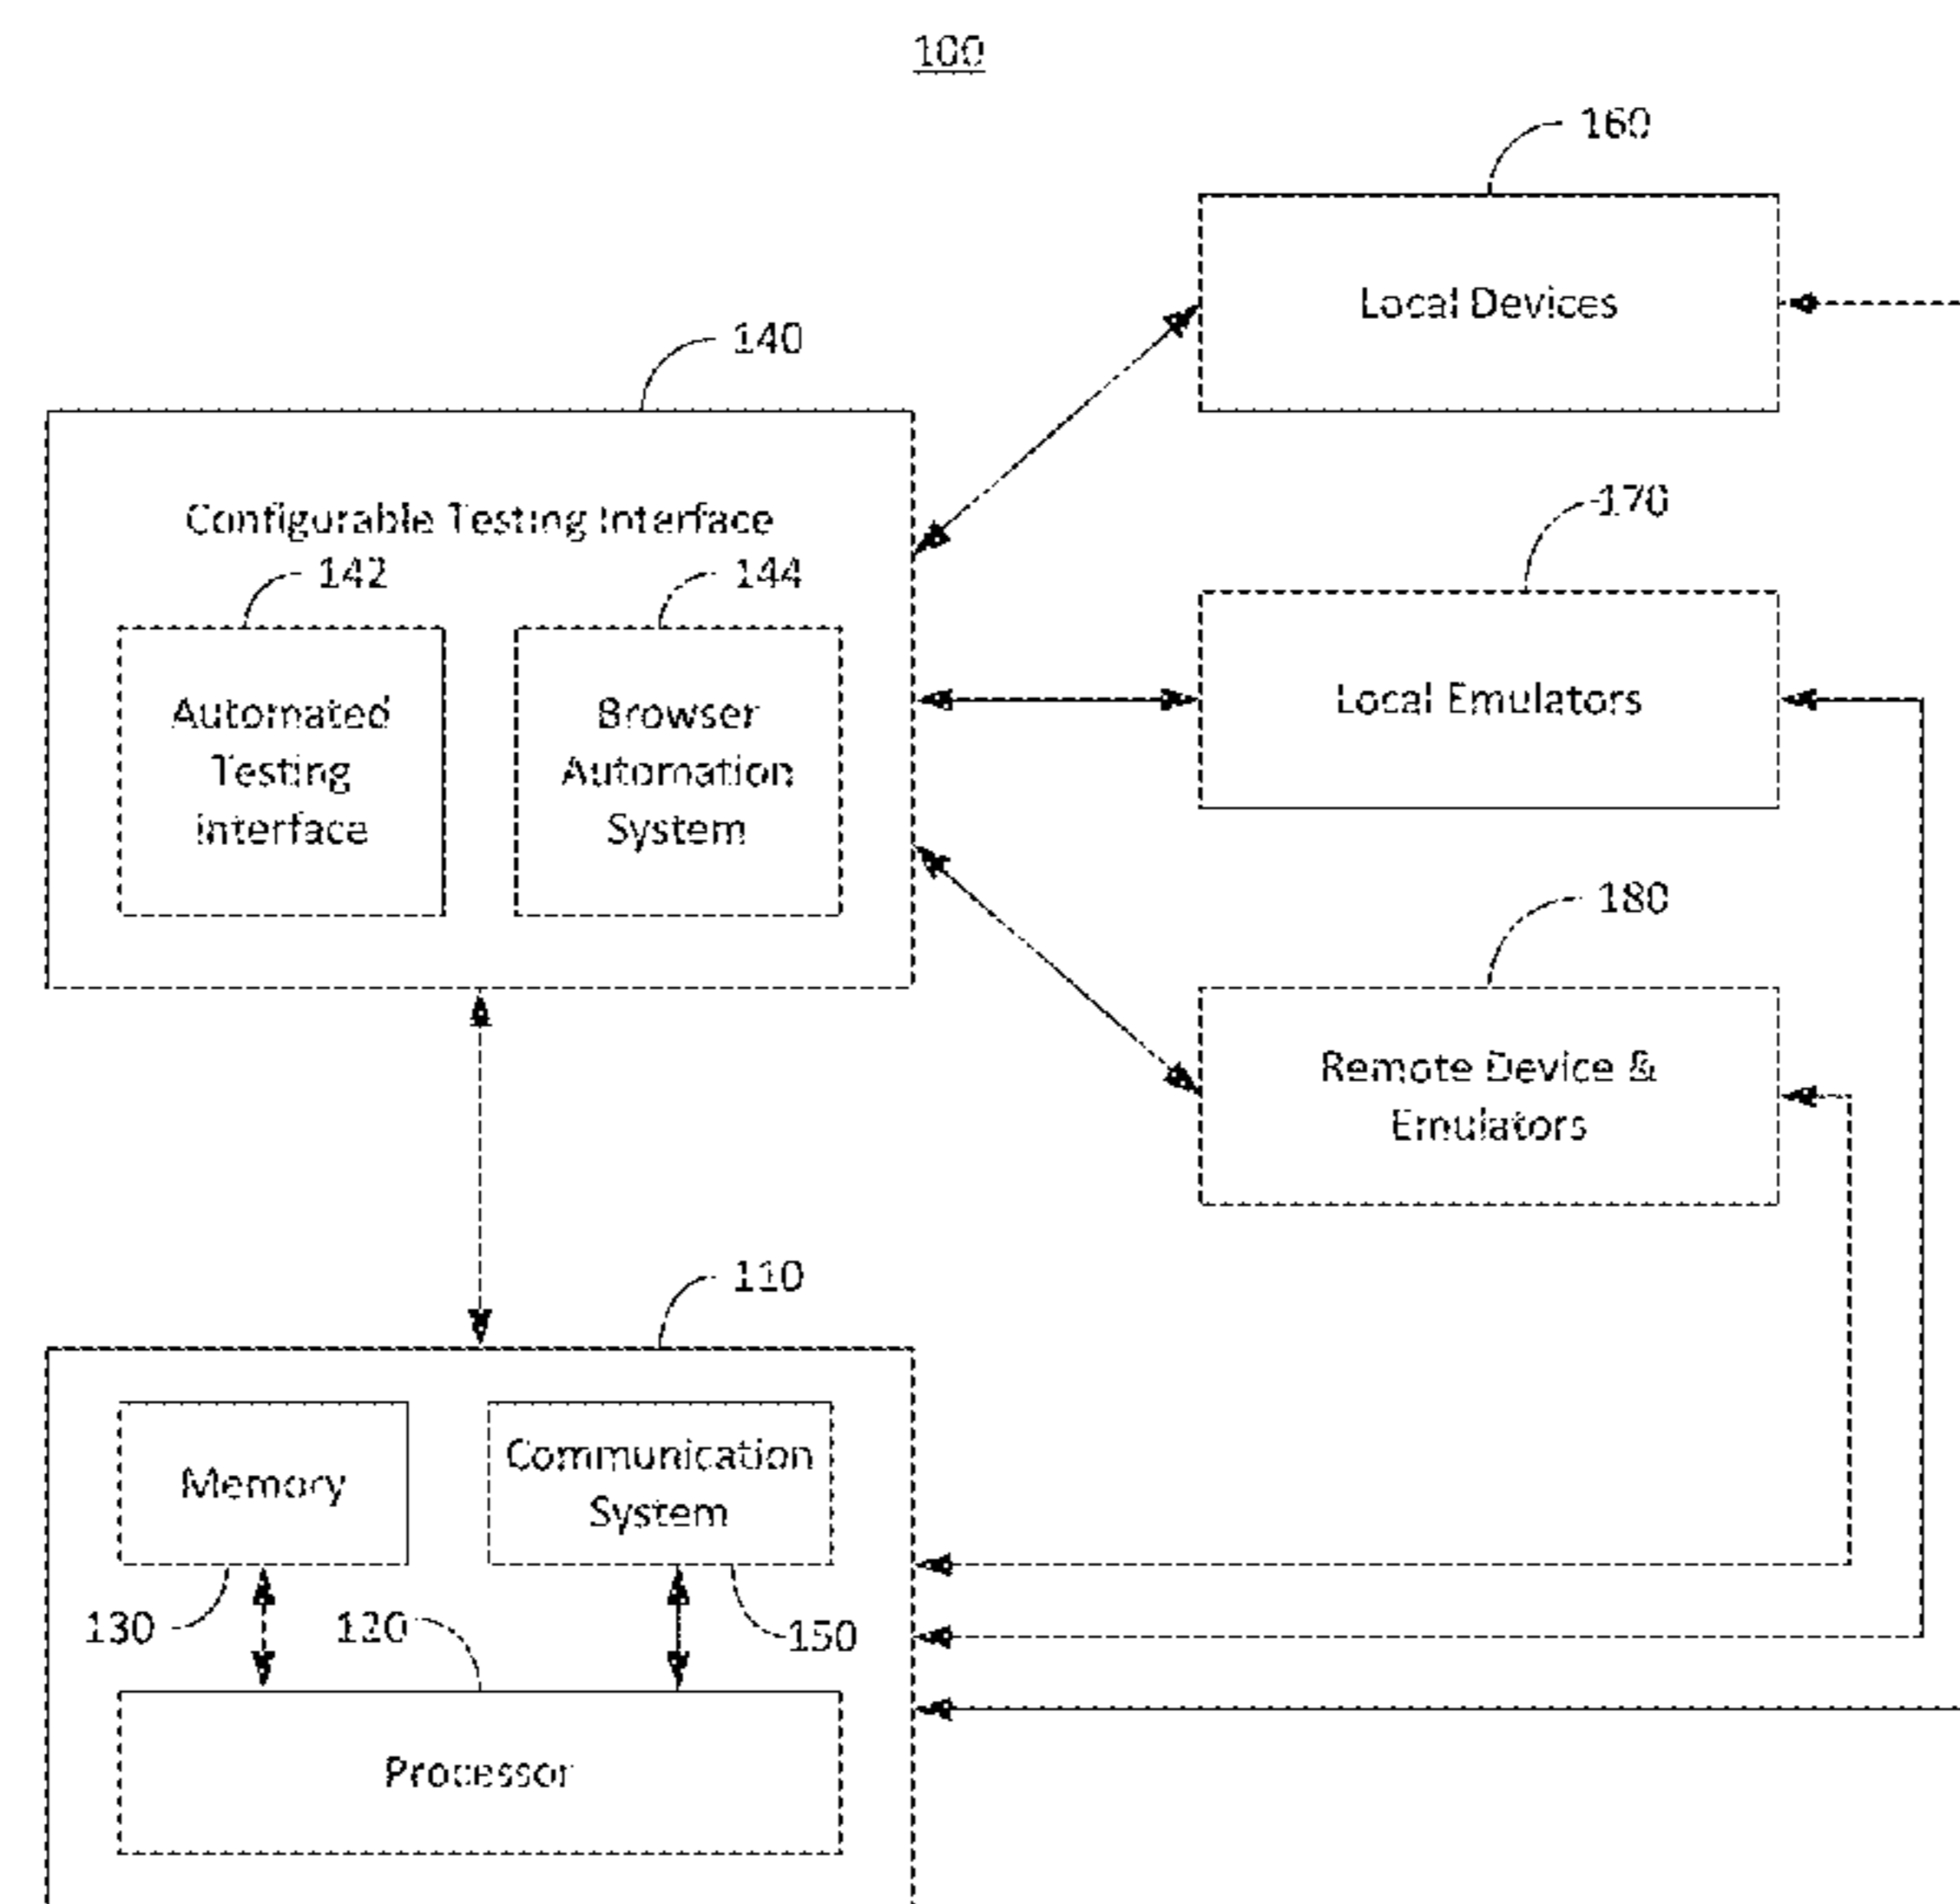 100
160
Local Devices
140
Configurable Testing Interface
142
144
170
Automated
Testing
Interface
Browser
Automation
System
Local Emulators
180
Remote Device &
Emulators
110
Memory
Communication
System
130
120
150
Processor